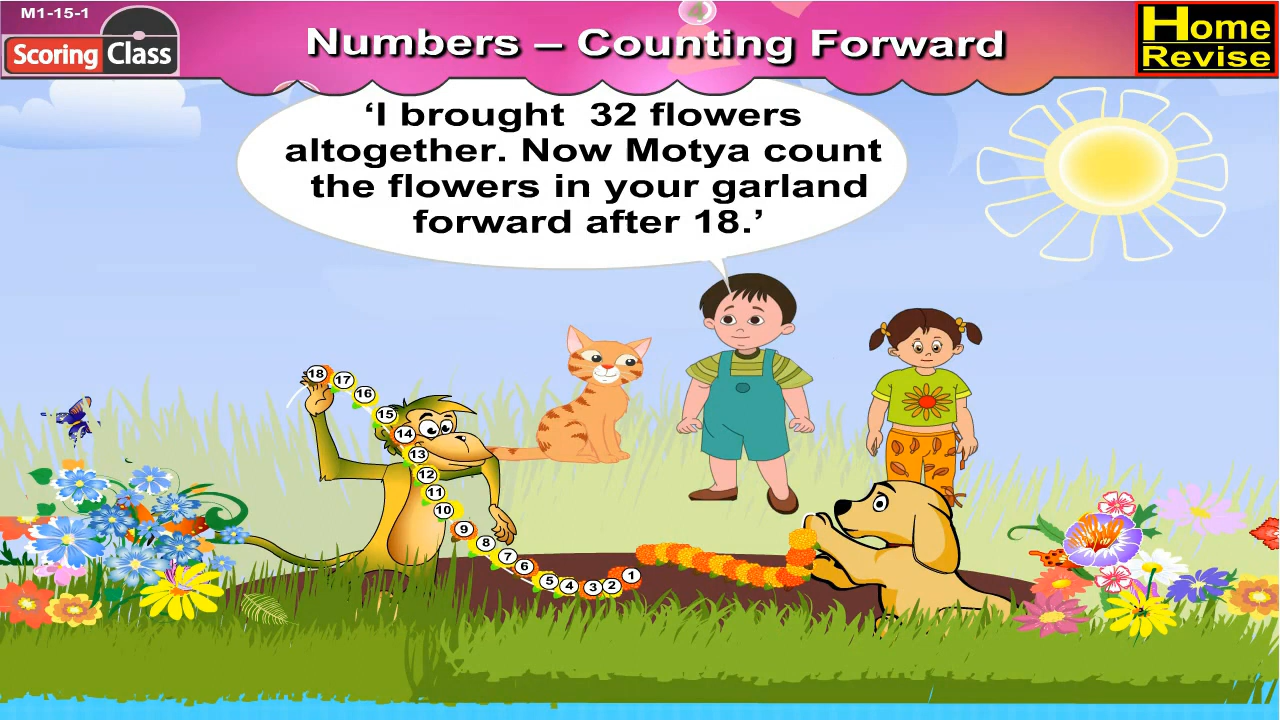 M1-15-1
Scoring Class
4
Numbers – Counting Forward
Home
Revise
‘I brought 32 flowers
altogether. Now Motya count
the flowers in your garland
forward after 18.’
18
17
16
15
14
13
12
11
10
9
8
7
6
5
4
3
2
1